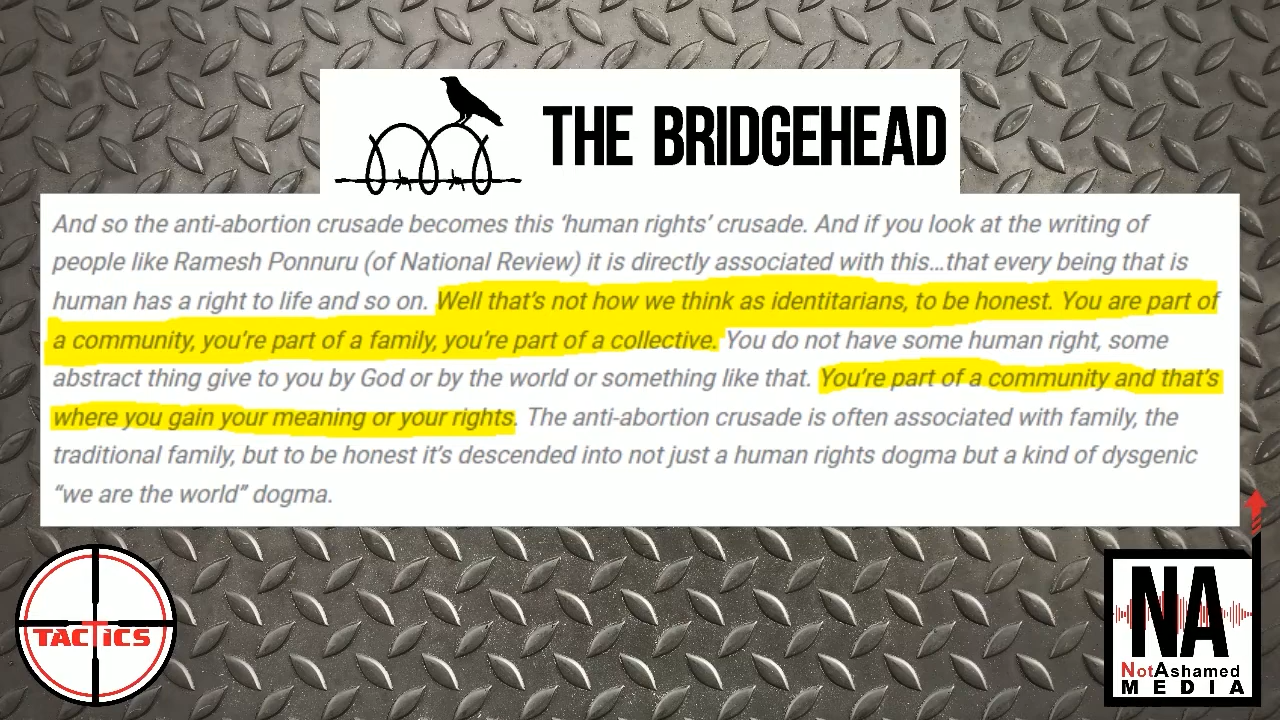 THE BRIDGEHEAD
And so the anti-abortion crusade becomes this ‘human rights’ crusade. And if you look at the writing of
people like Ramesh Ponnuru (of National Review) it is directly associated with this…that every being that is
human has a right to life and so on. Well that’s not how we think as identitarians, to be honest. You are part of
a community, you’re part of a family, you’re part of a collective. You do not have some human right, some
abstract thing give to you by God or by the world or something like that. You’re part of a community and that’s
where you gain your meaning or your rights. The anti-abortion crusade is often associated with family, the
traditional family, but to be honest it’s descended into not just a human rights dogma but a kind of dysgenic
“we are the world” dogma.
TACTICS
NA
NotAshamed
MEDIA